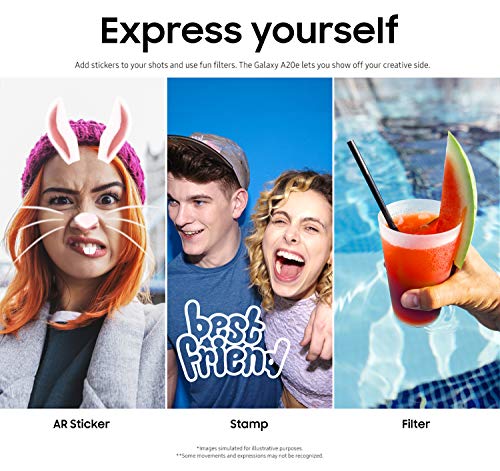 Express yourself
Add stickers to your shots and use fun filters. The Galaxy A20e lets you show off your creative side.
best
friend
AR Sticker
Stamp
Filter
*Images simulated for illustrative purposes.
**Some movements and expressions may not be recognized.